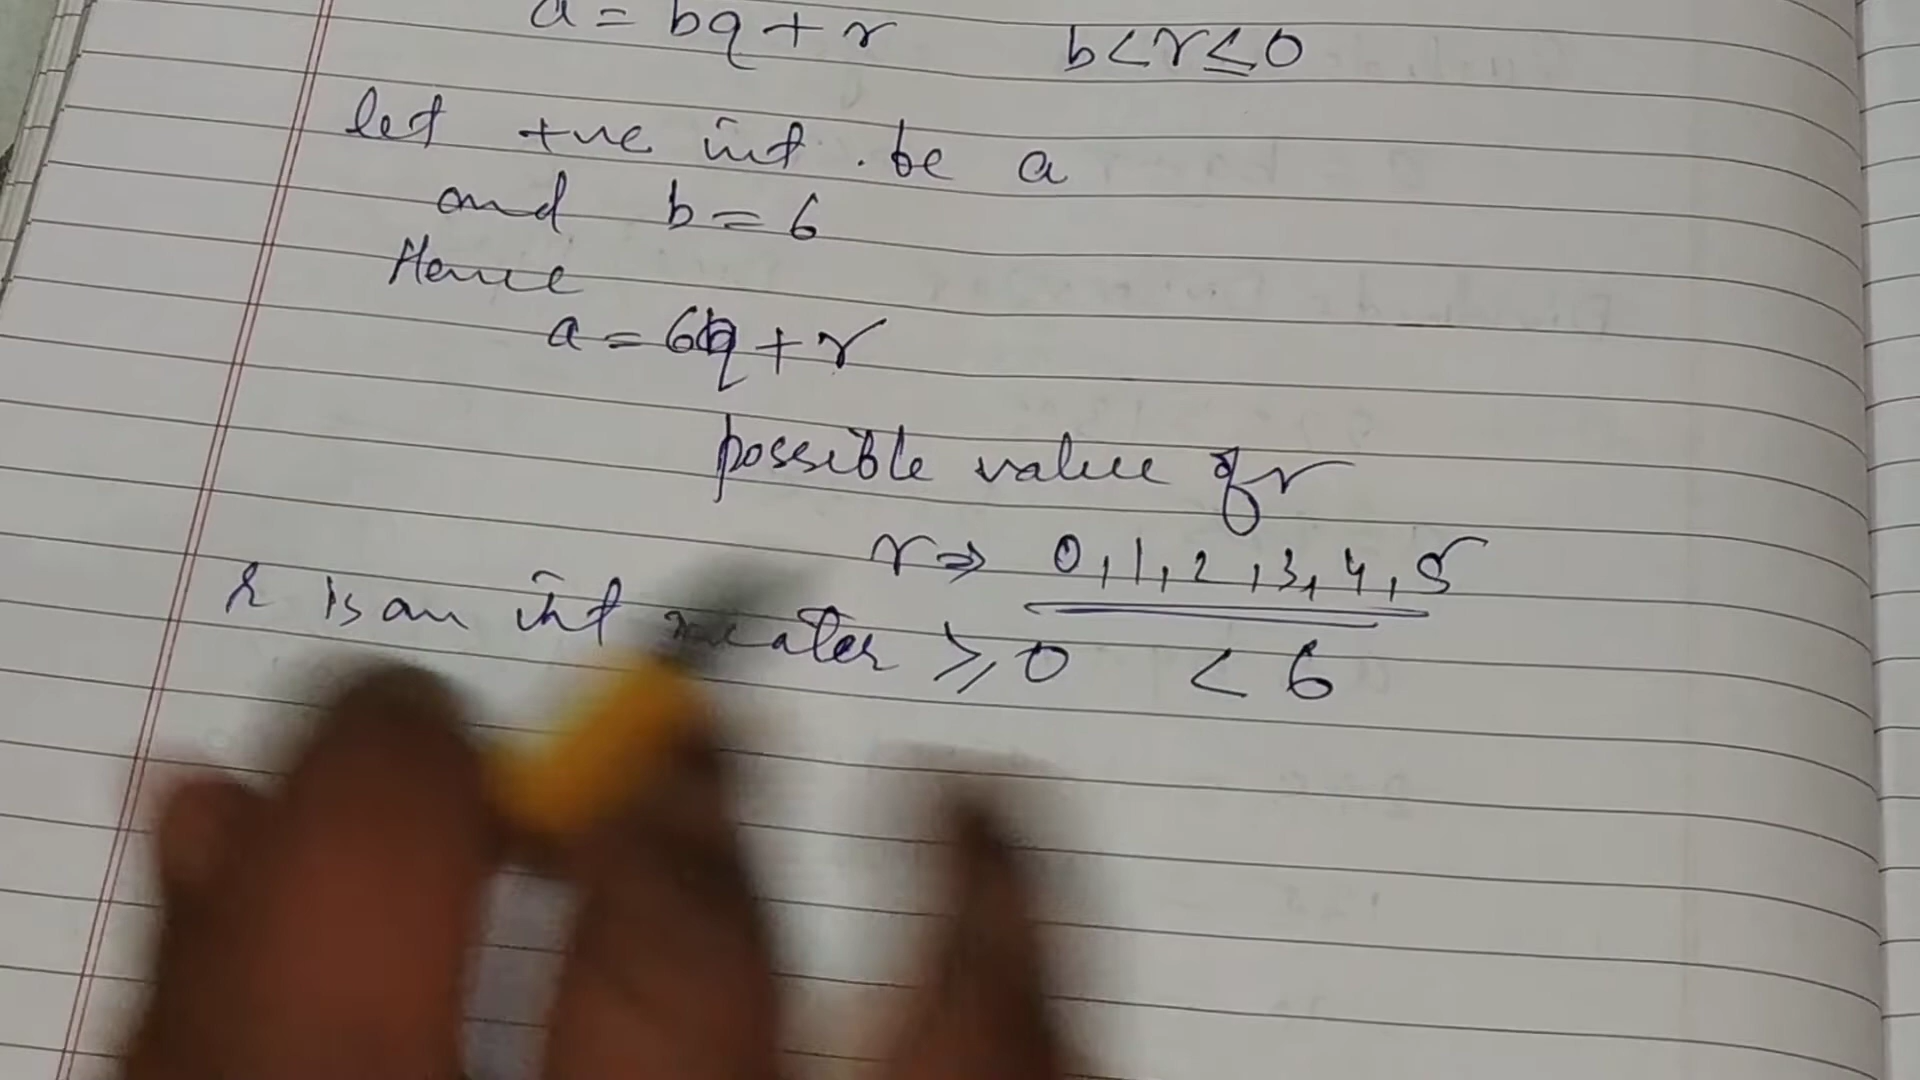 a = bq + r b<r≤0
let +ve int. be a
and b = 6
Hence
a = 6q + r
possible value of r
r ⇒ 0, 1, 2, 3, 4, 5
r is an int greater ≥ 0 < 6